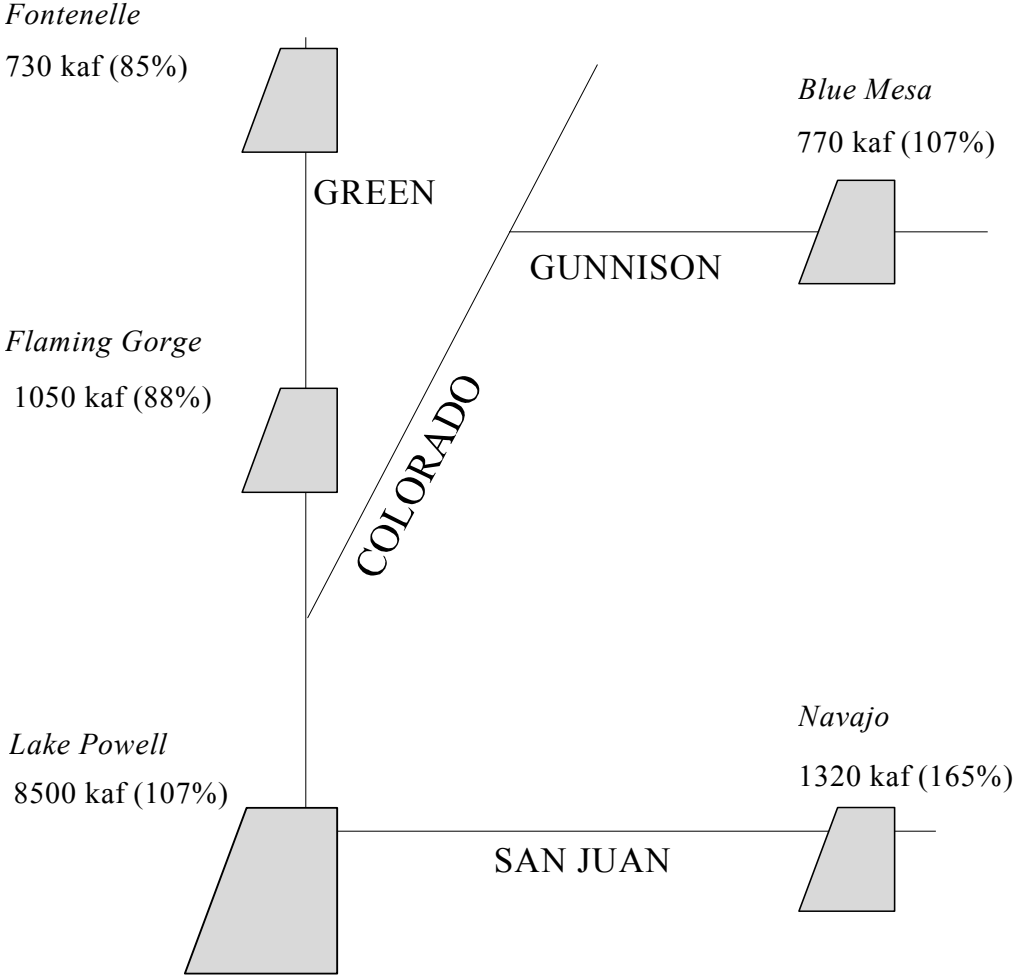 Fontenelle
730 kaf (85%)
Blue Mesa
770 kaf (107%)
GREEN
GUNNISON
Flaming Gorge
1050 kaf (88%)
COLORADO
Navajo
Lake Powell
1320 kaf (165%)
8500 kaf (107%)
SAN JUAN